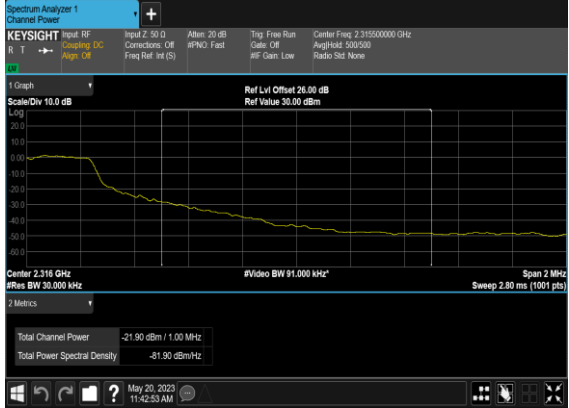 Spectrum Analyzer 1
Channel Power
KEYSIGHT Input: RF Input Z: 50 Ω Atten: 20 dB Trig: Free Run Center Freq: 2.315500000 GHz
R T Coupling: DC Corrections: Off #PNO: Fast Gate: Off Avg|Hold: 500/500
Align: Off Freq Ref: Int (S) #IF Gain: Low Radio Std: None
LV
1 Graph
Ref Lvl Offset 26.00 dB
Scale/Div 10.0 dB Ref Value 30.00 dBm
Log
20.0
10.0
0.00
-10.0
-20.0
-30.0
-40.0
-50.0
-60.0
Center 2.316 GHz #Video BW 91.000 kHz* Span 2 MHz
#Res BW 30.000 kHz Sweep 2.80 ms (1001 pts)
2 Metrics
Total Channel Power -21.90 dBm / 1.00 MHz
Total Power Spectral Density -81.90 dBm/Hz
May 20, 2023
11:42:53 AM